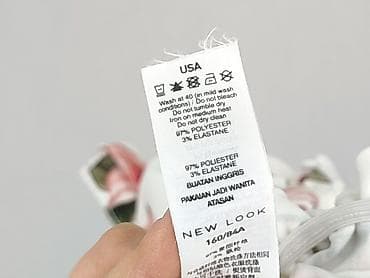 USA
Wash at 40 (in mild wash
conditions) / Do not bleach
Do not tumble dry
Iron on medium heat
Do not dry clean
97% POLYESTER
3% ELASTANE
97% POLIESTER
3% ELASTANE
BUATAN INGGRIS
PAKAIAN JADI WANITA
ATASAN
NEW LOOK
160/84A
97%
3%